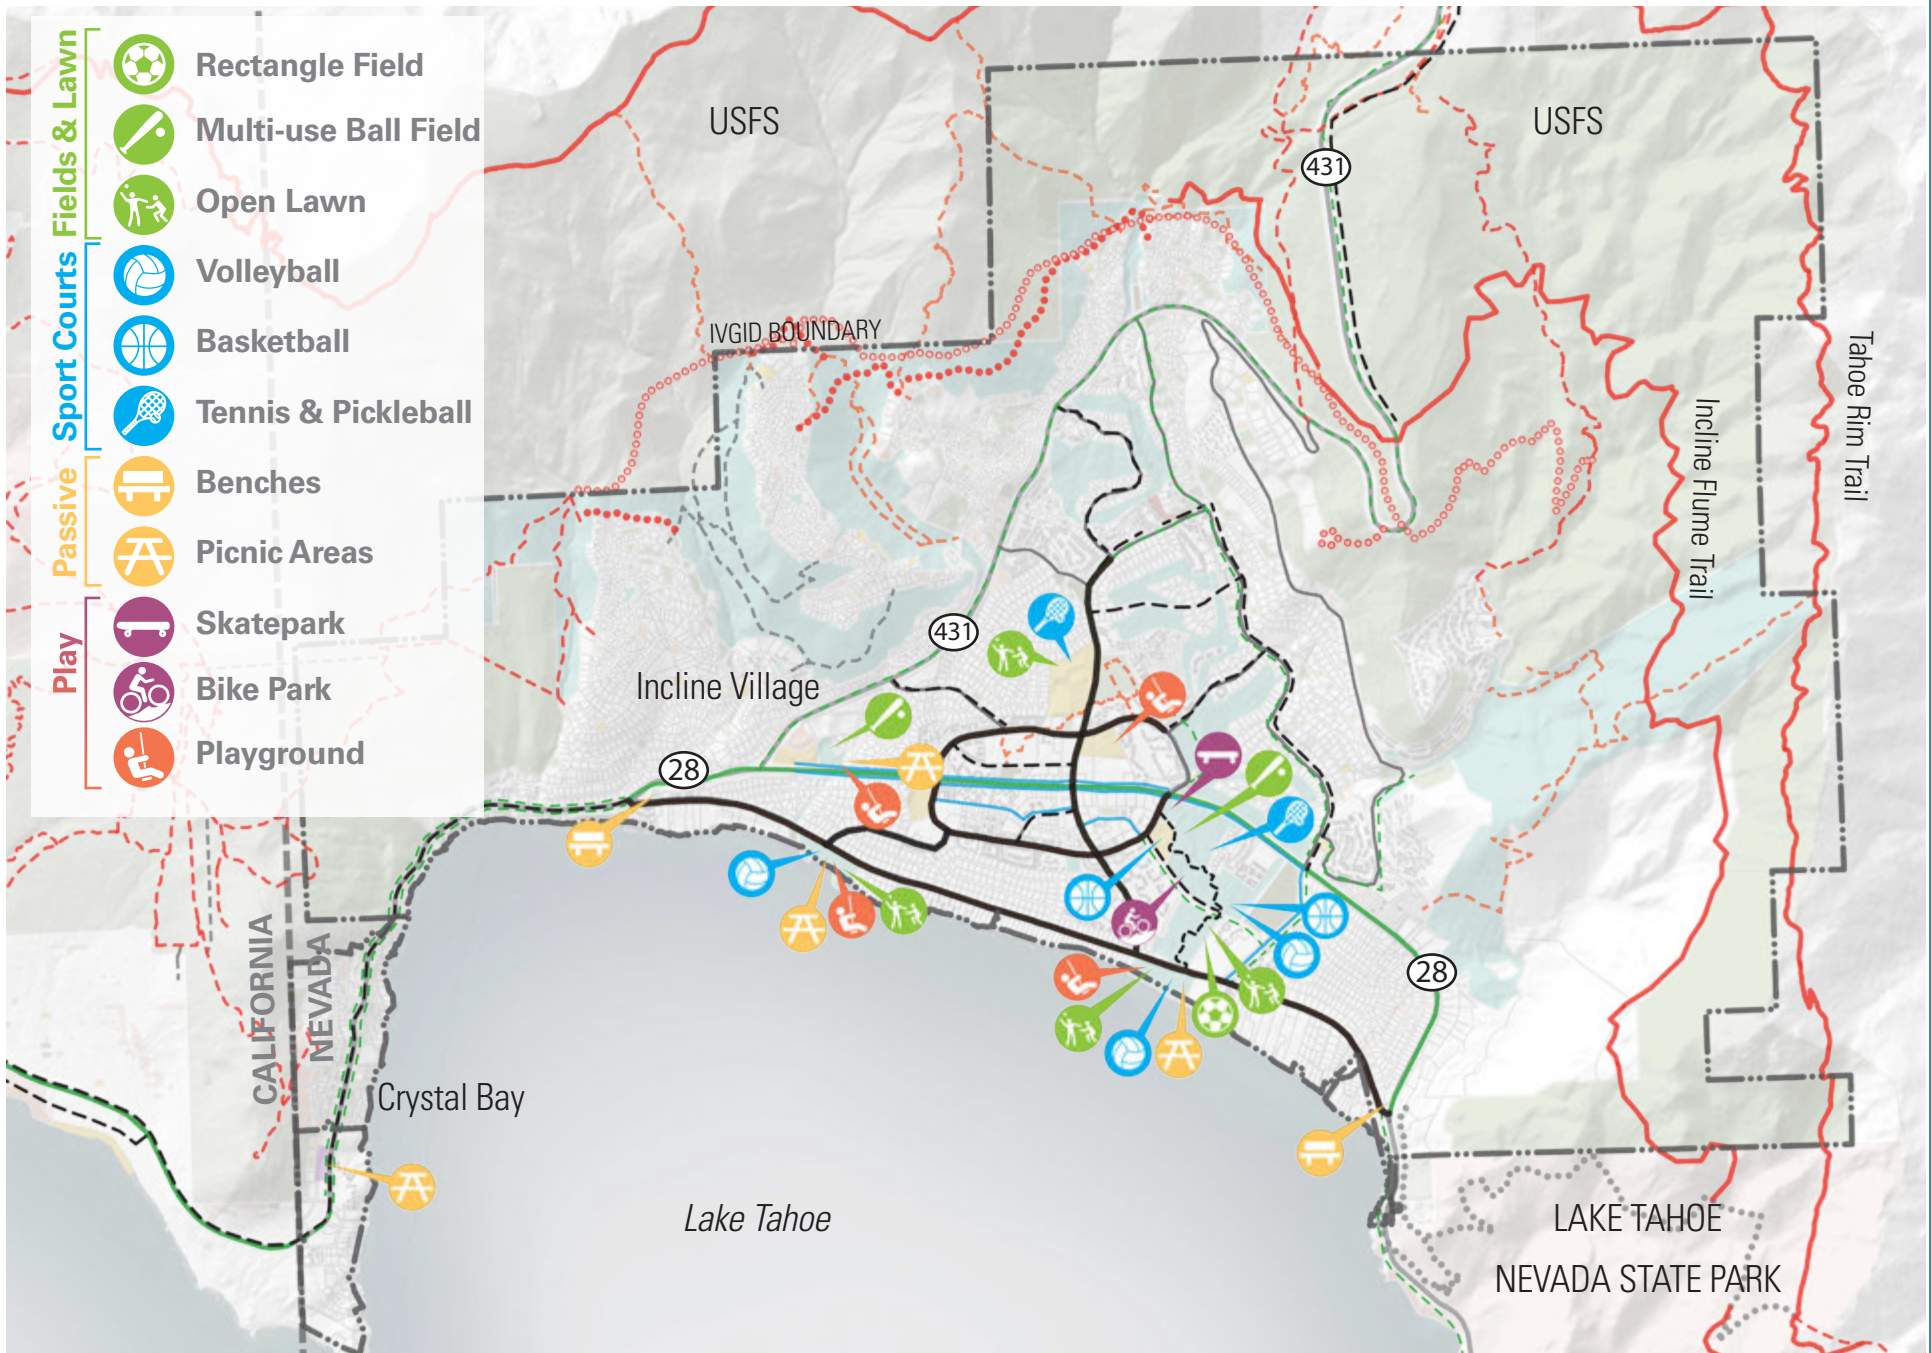 Fields & Lawn
Rectangle Field
Multi-use Ball Field
Open Lawn
Sport Courts
Volleyball
Basketball
Tennis & Pickleball
Passive
Benches
Picnic Areas
Play
Skatepark
Bike Park
Playground
USFS
USFS
431
IVGID BOUNDARY
Tahoe Rim Trail
Incline Flume Trail
431
Incline Village
28
28
CALIFORNIA
NEVADA
Crystal Bay
Lake Tahoe
LAKE TAHOE
NEVADA STATE PARK